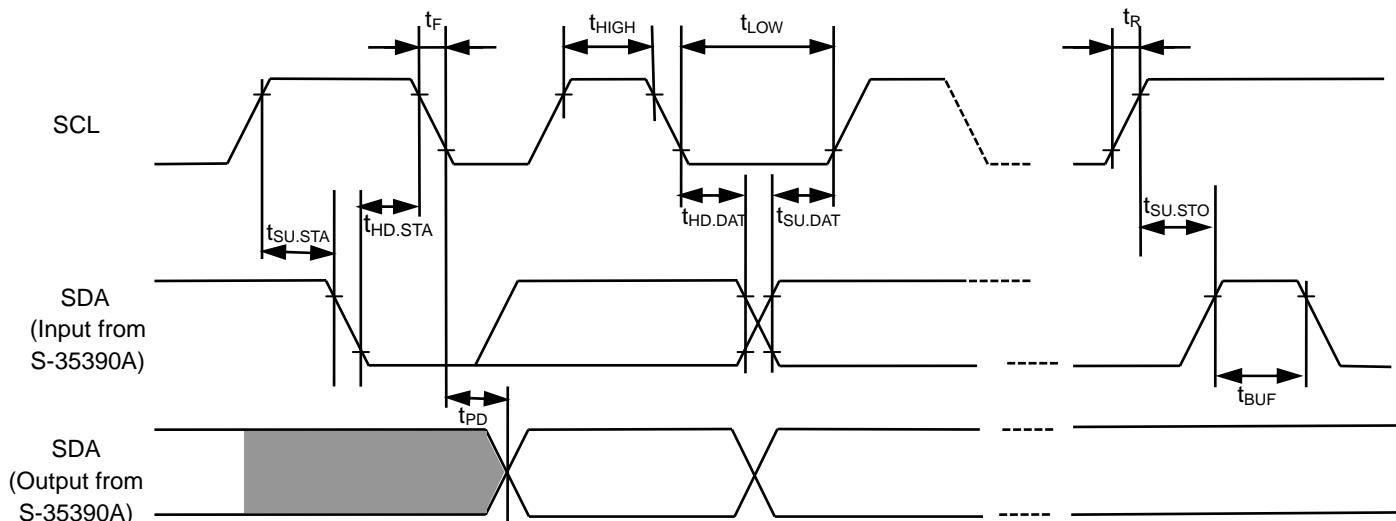 tF
tHIGH
tLOW
tR
SCL
tSU.STA
tHD.STA
tHD.DAT
tSU.DAT
tSU.STO
SDA
(Input from
S-35390A)
tBUF
tPD
SDA
(Output from
S-35390A)